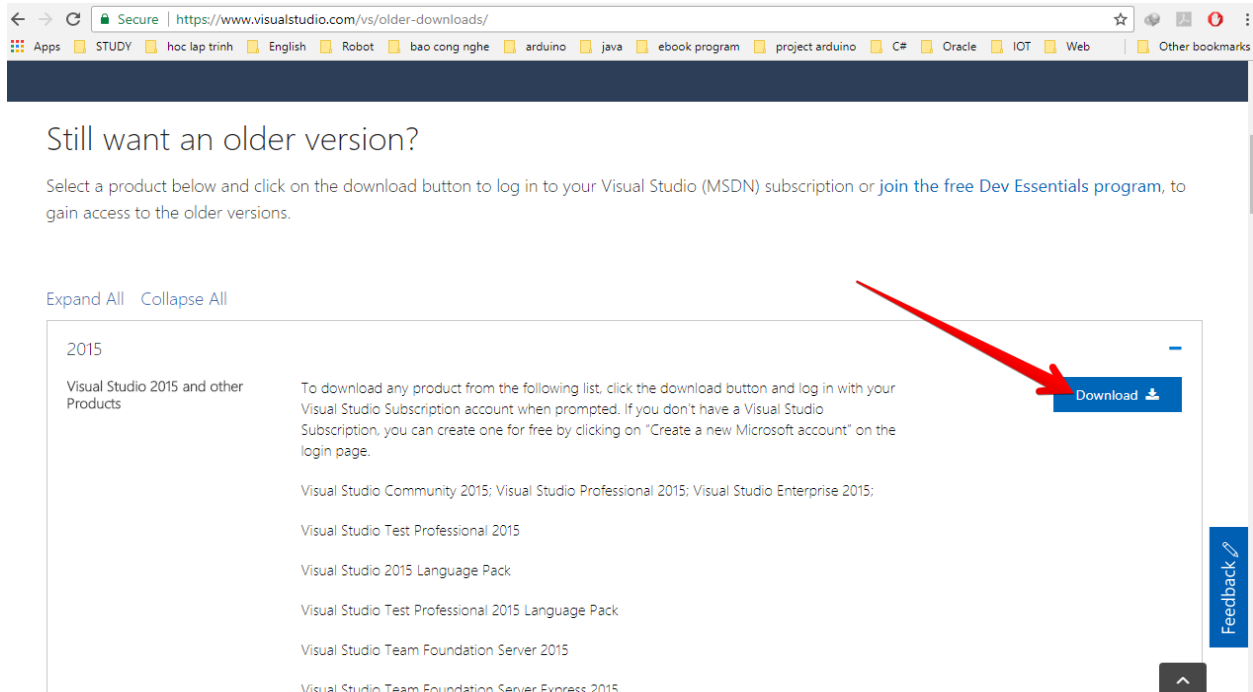 Secure | https://www.visualstudio.com/vs/older-downloads/
Apps STUDY hoc lap trinh English Robot bao cong nghe arduino java ebook program project arduino C# Oracle IOT Web Other bookmarks
Still want an older version?
Select a product below and click on the download button to log in to your Visual Studio (MSDN) subscription or join the free Dev Essentials program, to
gain access to the older versions.
Expand All Collapse All
2015
Visual Studio 2015 and other
Products
To download any product from the following list, click the download button and log in with your
Visual Studio Subscription account when prompted. If you don't have a Visual Studio
Subscription, you can create one for free by clicking on "Create a new Microsoft account" on the
login page.
Download
Visual Studio Community 2015; Visual Studio Professional 2015; Visual Studio Enterprise 2015;
Visual Studio Test Professional 2015
Visual Studio 2015 Language Pack
Visual Studio Test Professional 2015 Language Pack
Visual Studio Team Foundation Server 2015
Visual Studio Team Foundation Server Express 2015
Feedback